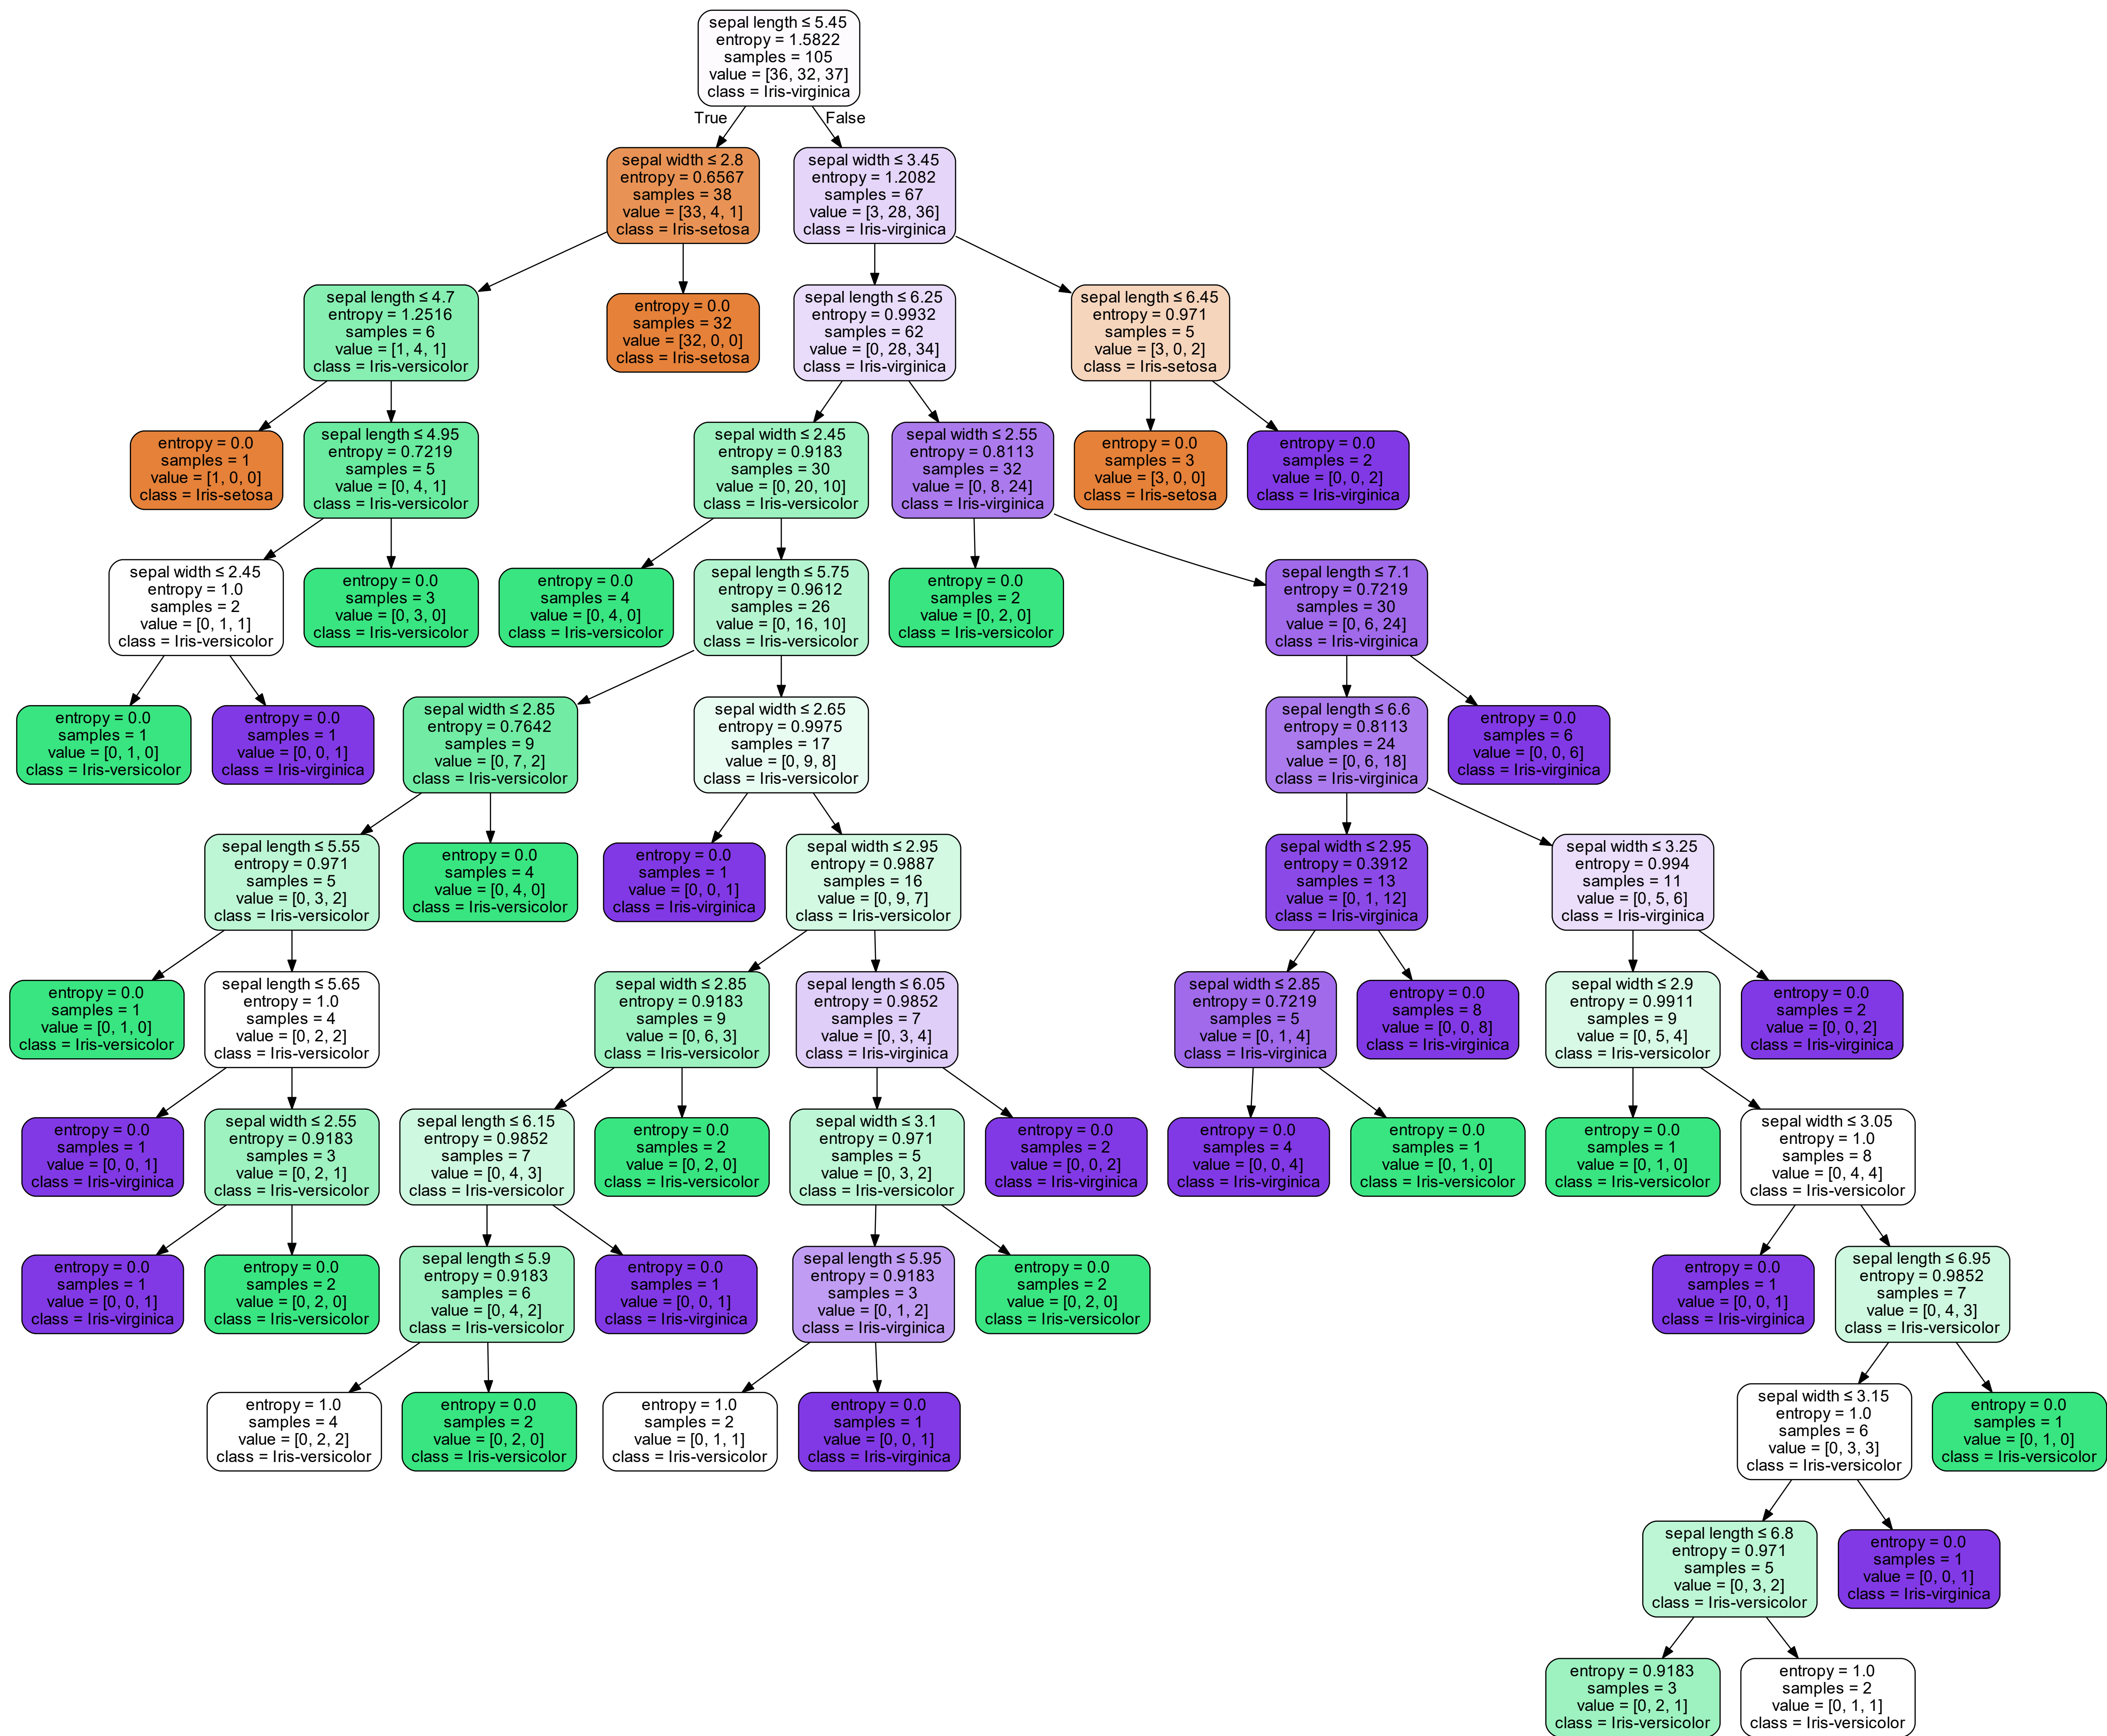 sepal length ≤ 5.45
entropy = 1.5822
samples = 105
value = [36, 32, 37]
class = Iris-virginica
True
False
sepal width ≤ 2.8
entropy = 0.6567
samples = 38
value = [33, 4, 1]
class = Iris-setosa
sepal width ≤ 3.45
entropy = 1.2082
samples = 67
value = [3, 28, 36]
class = Iris-virginica
sepal length ≤ 4.7
entropy = 1.2516
samples = 6
value = [1, 4, 1]
class = Iris-versicolor
entropy = 0.0
samples = 32
value = [32, 0, 0]
class = Iris-setosa
sepal length ≤ 6.25
entropy = 0.9932
samples = 62
value = [0, 28, 34]
class = Iris-virginica
sepal length ≤ 6.45
entropy = 0.971
samples = 5
value = [3, 0, 2]
class = Iris-setosa
entropy = 0.0
samples = 1
value = [1, 0, 0]
class = Iris-setosa
sepal length ≤ 4.95
entropy = 0.7219
samples = 5
value = [0, 4, 1]
class = Iris-versicolor
sepal width ≤ 2.45
entropy = 0.9183
samples = 30
value = [0, 20, 10]
class = Iris-versicolor
sepal width ≤ 2.55
entropy = 0.8113
samples = 32
value = [0, 8, 24]
class = Iris-virginica
entropy = 0.0
samples = 3
value = [3, 0, 0]
class = Iris-setosa
entropy = 0.0
samples = 2
value = [0, 0, 2]
class = Iris-virginica
sepal width ≤ 2.45
entropy = 1.0
samples = 2
value = [0, 1, 1]
class = Iris-versicolor
entropy = 0.0
samples = 3
value = [0, 3, 0]
class = Iris-versicolor
entropy = 0.0
samples = 4
value = [0, 4, 0]
class = Iris-versicolor
sepal length ≤ 5.75
entropy = 0.9612
samples = 26
value = [0, 16, 10]
class = Iris-versicolor
entropy = 0.0
samples = 2
value = [0, 2, 0]
class = Iris-versicolor
sepal length ≤ 7.1
entropy = 0.7219
samples = 30
value = [0, 6, 24]
class = Iris-virginica
entropy = 0.0
samples = 1
value = [0, 1, 0]
class = Iris-versicolor
entropy = 0.0
samples = 1
value = [0, 0, 1]
class = Iris-virginica
sepal width ≤ 2.85
entropy = 0.7642
samples = 9
value = [0, 7, 2]
class = Iris-versicolor
sepal width ≤ 2.65
entropy = 0.9975
samples = 17
value = [0, 9, 8]
class = Iris-versicolor
sepal length ≤ 6.6
entropy = 0.8113
samples = 24
value = [0, 6, 18]
class = Iris-virginica
entropy = 0.0
samples = 6
value = [0, 0, 6]
class = Iris-virginica
sepal length ≤ 5.55
entropy = 0.971
samples = 5
value = [0, 3, 2]
class = Iris-versicolor
entropy = 0.0
samples = 4
value = [0, 4, 0]
class = Iris-versicolor
entropy = 0.0
samples = 1
value = [0, 0, 1]
class = Iris-virginica
sepal width ≤ 2.95
entropy = 0.9887
samples = 16
value = [0, 9, 7]
class = Iris-versicolor
sepal width ≤ 2.95
entropy = 0.3912
samples = 13
value = [0, 1, 12]
class = Iris-virginica
sepal width ≤ 3.25
entropy = 0.994
samples = 11
value = [0, 5, 6]
class = Iris-virginica
entropy = 0.0
samples = 1
value = [0, 1, 0]
class = Iris-versicolor
sepal length ≤ 5.65
entropy = 1.0
samples = 4
value = [0, 2, 2]
class = Iris-versicolor
sepal width ≤ 2.85
entropy = 0.9183
samples = 9
value = [0, 6, 3]
class = Iris-versicolor
sepal length ≤ 6.05
entropy = 0.9852
samples = 7
value = [0, 3, 4]
class = Iris-virginica
sepal width ≤ 2.85
entropy = 0.7219
samples = 5
value = [0, 1, 4]
class = Iris-virginica
entropy = 0.0
samples = 8
value = [0, 0, 8]
class = Iris-virginica
sepal width ≤ 2.9
entropy = 0.9911
samples = 9
value = [0, 5, 4]
class = Iris-versicolor
entropy = 0.0
samples = 2
value = [0, 0, 2]
class = Iris-virginica
entropy = 0.0
samples = 1
value = [0, 0, 1]
class = Iris-virginica
sepal width ≤ 2.55
entropy = 0.9183
samples = 3
value = [0, 2, 1]
class = Iris-versicolor
sepal length ≤ 6.15
entropy = 0.9852
samples = 7
value = [0, 4, 3]
class = Iris-versicolor
entropy = 0.0
samples = 2
value = [0, 2, 0]
class = Iris-versicolor
sepal width ≤ 3.1
entropy = 0.971
samples = 5
value = [0, 3, 2]
class = Iris-versicolor
entropy = 0.0
samples = 2
value = [0, 0, 2]
class = Iris-virginica
entropy = 0.0
samples = 4
value = [0, 0, 4]
class = Iris-virginica
entropy = 0.0
samples = 1
value = [0, 1, 0]
class = Iris-versicolor
entropy = 0.0
samples = 1
value = [0, 1, 0]
class = Iris-versicolor
sepal width ≤ 3.05
entropy = 1.0
samples = 8
value = [0, 4, 4]
class = Iris-versicolor
entropy = 0.0
samples = 1
value = [0, 0, 1]
class = Iris-virginica
entropy = 0.0
samples = 2
value = [0, 2, 0]
class = Iris-versicolor
sepal length ≤ 5.9
entropy = 0.9183
samples = 6
value = [0, 4, 2]
class = Iris-versicolor
entropy = 0.0
samples = 1
value = [0, 0, 1]
class = Iris-virginica
sepal length ≤ 5.95
entropy = 0.9183
samples = 3
value = [0, 1, 2]
class = Iris-virginica
entropy = 0.0
samples = 2
value = [0, 2, 0]
class = Iris-versicolor
entropy = 0.0
samples = 1
value = [0, 0, 1]
class = Iris-virginica
sepal length ≤ 6.95
entropy = 0.9852
samples = 7
value = [0, 4, 3]
class = Iris-versicolor
entropy = 1.0
samples = 4
value = [0, 2, 2]
class = Iris-versicolor
entropy = 0.0
samples = 2
value = [0, 2, 0]
class = Iris-versicolor
entropy = 1.0
samples = 2
value = [0, 1, 1]
class = Iris-versicolor
entropy = 0.0
samples = 1
value = [0, 0, 1]
class = Iris-virginica
sepal width ≤ 3.15
entropy = 1.0
samples = 6
value = [0, 3, 3]
class = Iris-versicolor
entropy = 0.0
samples = 1
value = [0, 1, 0]
class = Iris-versicolor
sepal length ≤ 6.8
entropy = 0.971
samples = 5
value = [0, 3, 2]
class = Iris-versicolor
entropy = 0.0
samples = 1
value = [0, 0, 1]
class = Iris-virginica
entropy = 0.9183
samples = 3
value = [0, 2, 1]
class = Iris-versicolor
entropy = 1.0
samples = 2
value = [0, 1, 1]
class = Iris-versicolor